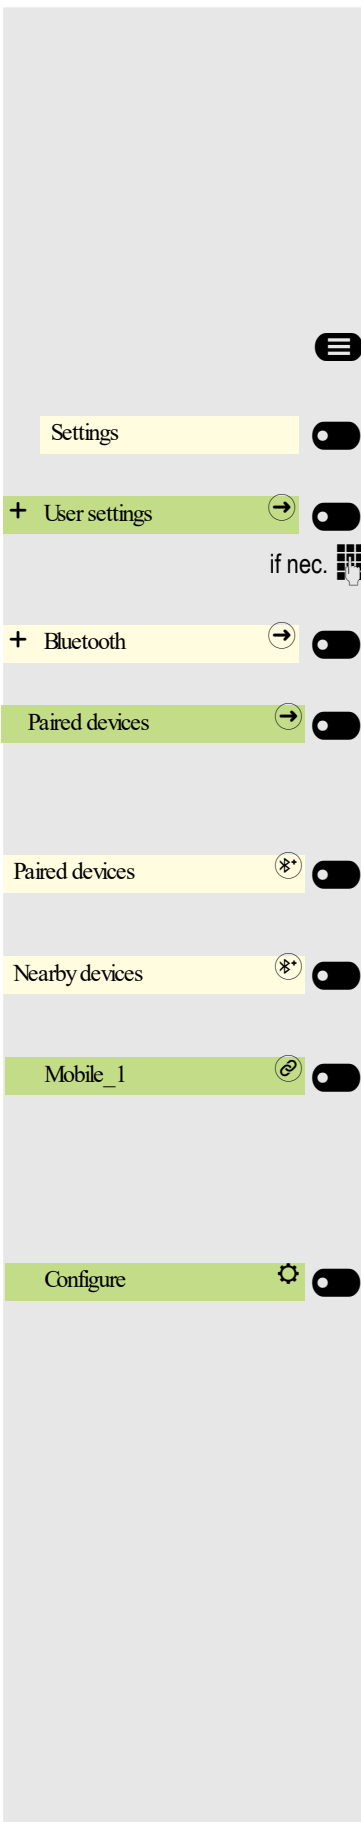 Settings
+ User settings
if nec.
+ Bluetooth
Paired devices
Paired devices
Nearby devices
Mobile_1
Configure